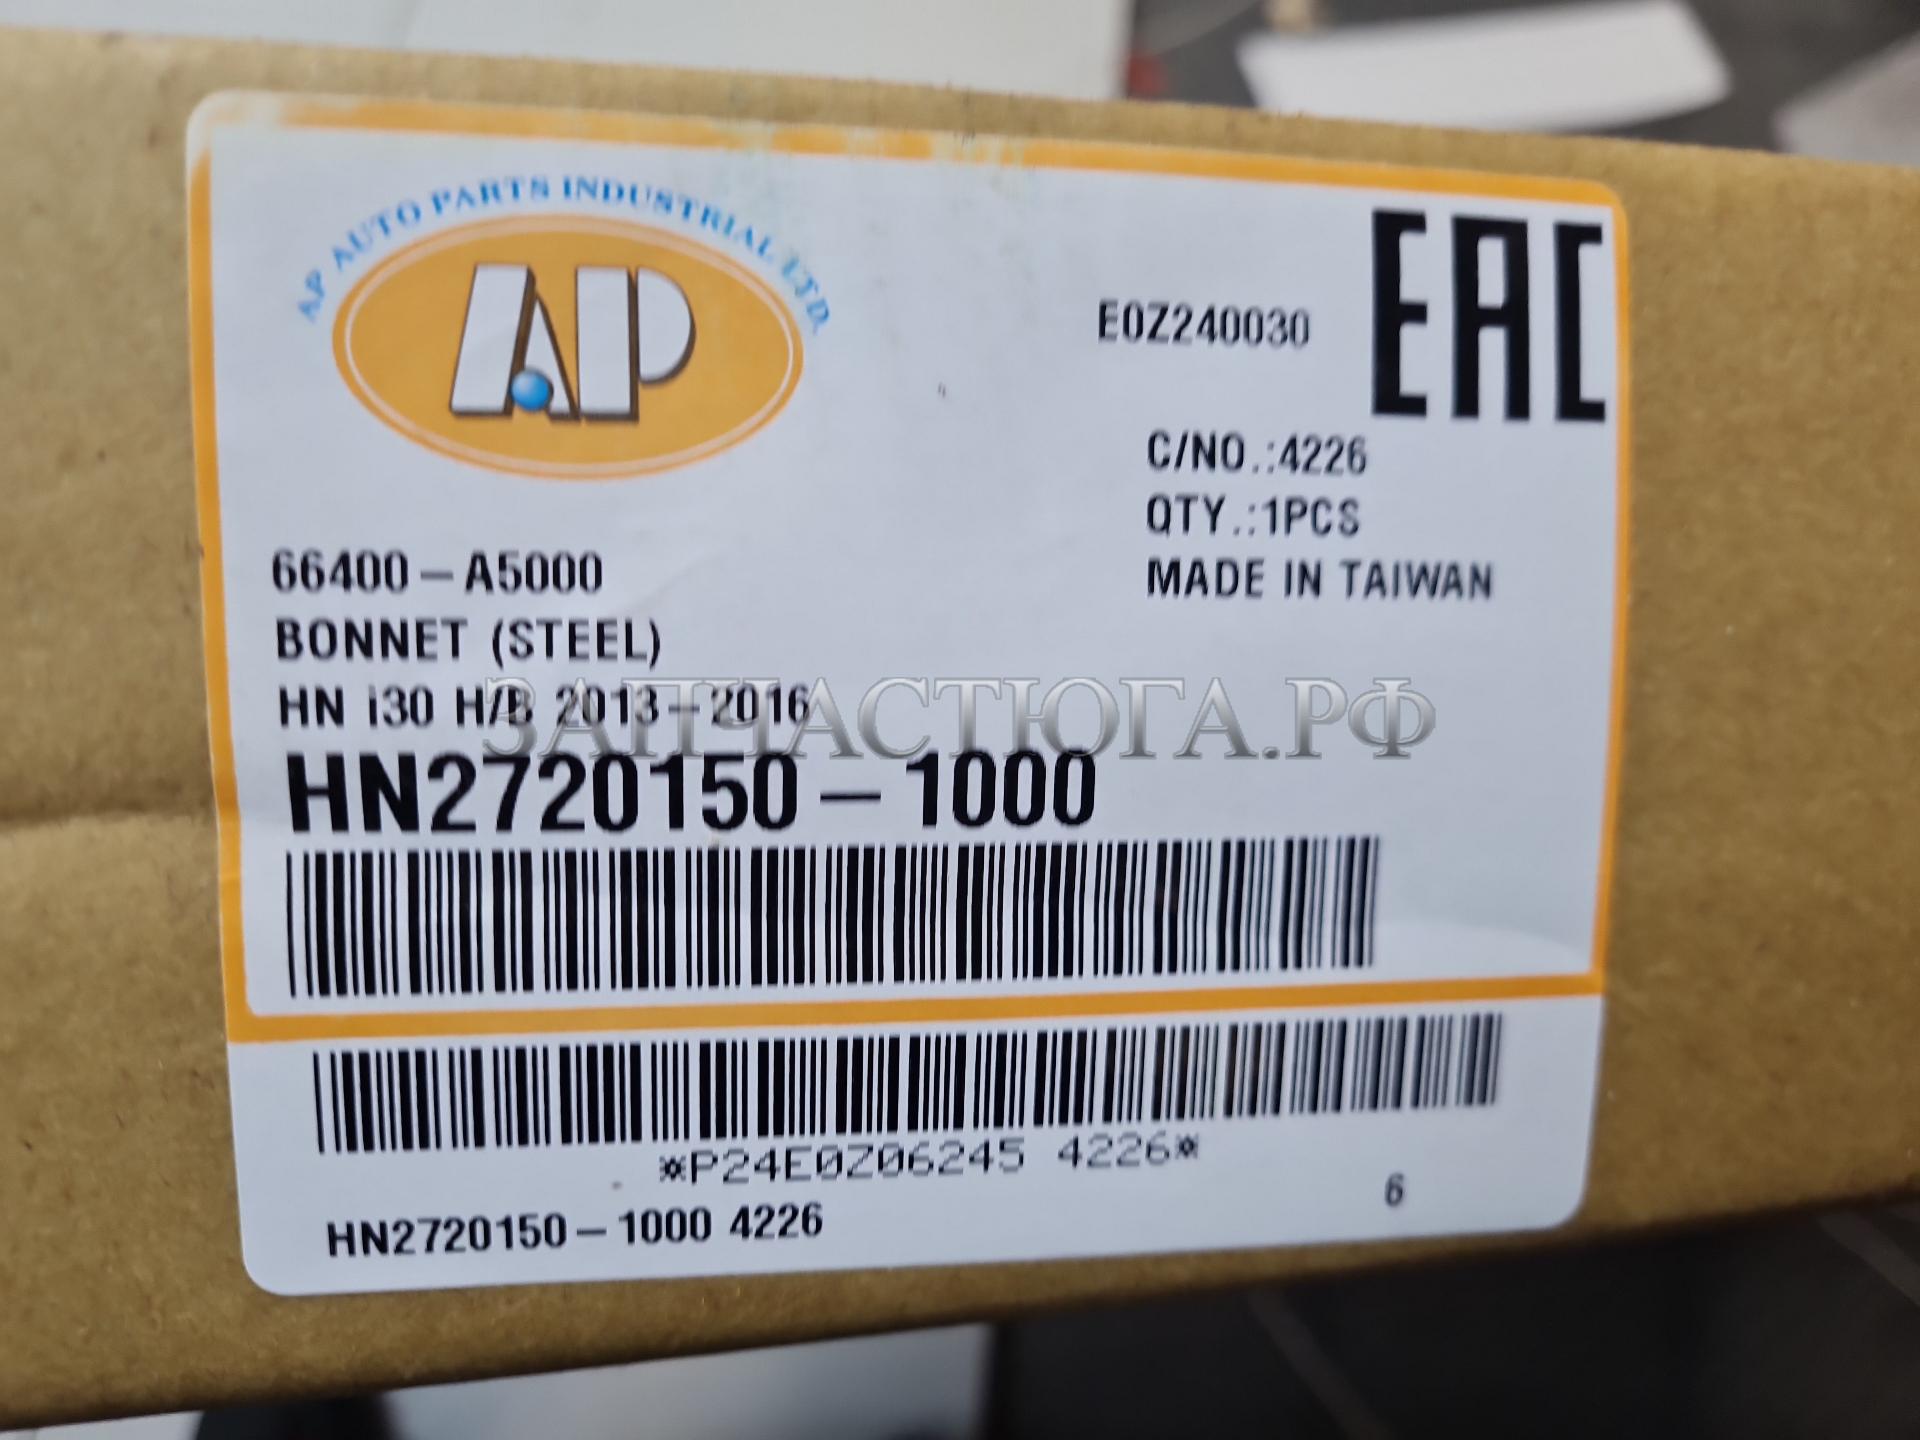 AP AUTO PARTS INDUSTRIAL LTD.
AP
EAC
E0Z240030
C/NO.:4226
QTY.:1PCS
MADE IN TAIWAN
66400-A5000
BONNET (STEEL)
HN i30 H/B 2013-2016
ЗАПЧАСТЮГА.РФ
HN2720150-1000
*P24E0Z06245 4226*
HN2720150-1000 4226
6